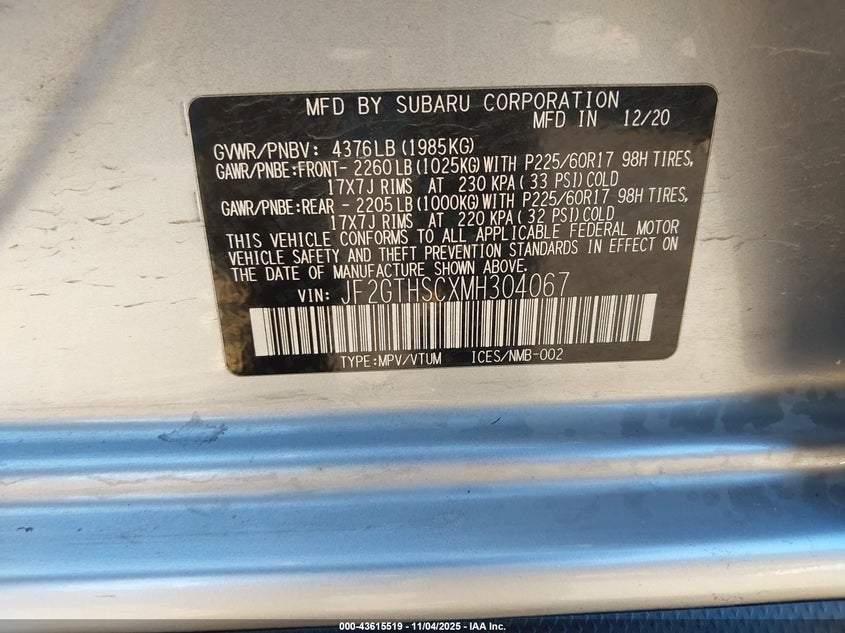 MFD BY SUBARU CORPORATION
MFD IN 12/20
GVWR/PNBV: 4376LB (1985KG)
GAWR/PNBE:FRONT- 2260LB (1025KG) WITH P225/60R17 98H TIRES,
17X7J RIMS AT 230 KPA ( 33 PSI) COLD
GAWR/PNBE:REAR - 2205LB (1000KG) WITH P225/60R17 98H TIRES,
17X7J RIMS AT 220 KPA ( 32 PSI) COLD
THIS VEHICLE CONFORMS TO ALL APPLICABLE FEDERAL MOTOR
VEHICLE SAFETY AND THEFT PREVENTION STANDARDS IN EFFECT ON
THE DATE OF MANUFACTURE SHOWN ABOVE.
VIN: JF2GTHSCXMH304067
TYPE:MPV/VTUM ICES/NMB-002
000-43615519 - 11/04/2025 - IAA Inc.